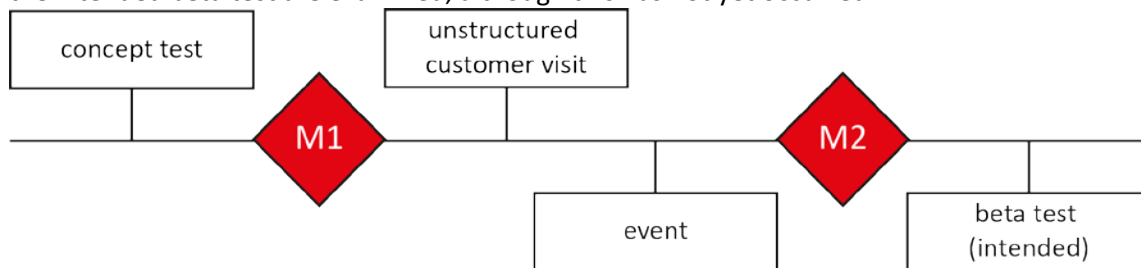 concept test
unstructured
customer visit
M1
M2
event
beta test
(intended)